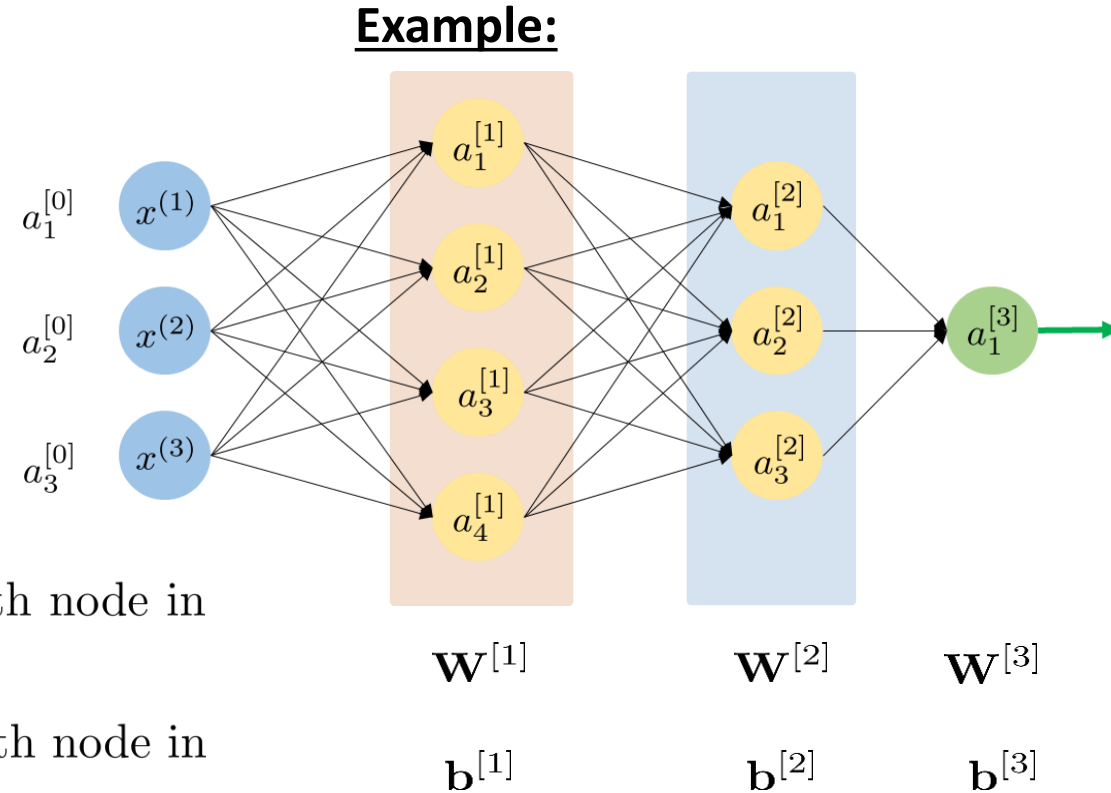 Example:
a_1^{[0]} x^{(1)} a_1^{[1]} a_1^{[2]}
a_2^{[0]} x^{(2)} a_2^{[1]} a_2^{[2]} a_1^{[3]}
a_3^{[0]} x^{(3)} a_3^{[1]} a_3^{[2]}
a_4^{[1]}
th node in
W^{[1]} W^{[2]} W^{[3]}
th node in
b^{[1]} b^{[2]} b^{[3]}